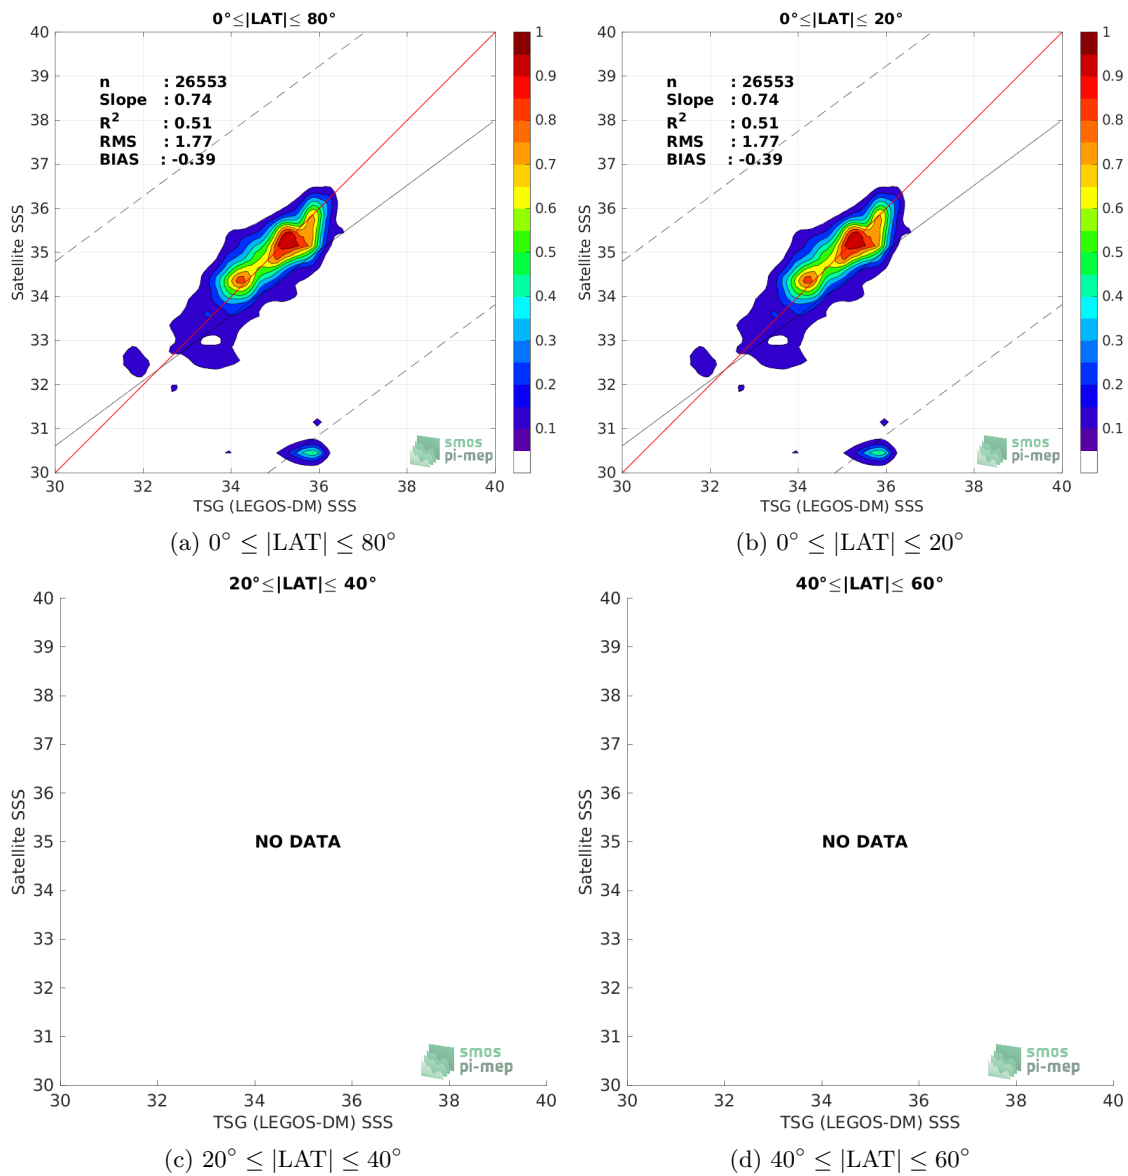 0°≤|LAT|≤ 80°
40
39
38
37
36
35
34
33
32
31
30
Satellite SSS
n : 26553
Slope : 0.74
R² : 0.51
RMS : 1.77
BIAS : -0.39
smos
pi-mep
30 32 34 36 38 40
TSG (LEGOS-DM) SSS
1
0.9
0.8
0.7
0.6
0.5
0.4
0.3
0.2
0.1
(a) 0° ≤ |LAT| ≤ 80°
0°≤|LAT|≤ 20°
40
39
38
37
36
35
34
33
32
31
30
Satellite SSS
n : 26553
Slope : 0.74
R² : 0.51
RMS : 1.77
BIAS : -0.39
smos
pi-mep
30 32 34 36 38 40
TSG (LEGOS-DM) SSS
1
0.9
0.8
0.7
0.6
0.5
0.4
0.3
0.2
0.1
(b) 0° ≤ |LAT| ≤ 20°
20°≤|LAT|≤ 40°
40
39
38
37
36
35
34
33
32
31
30
Satellite SSS
NO DATA
smos
pi-mep
30 32 34 36 38 40
TSG (LEGOS-DM) SSS
(c) 20° ≤ |LAT| ≤ 40°
40°≤|LAT|≤ 60°
40
39
38
37
36
35
34
33
32
31
30
Satellite SSS
NO DATA
smos
pi-mep
30 32 34 36 38 40
TSG (LEGOS-DM) SSS
(d) 40° ≤ |LAT| ≤ 60°